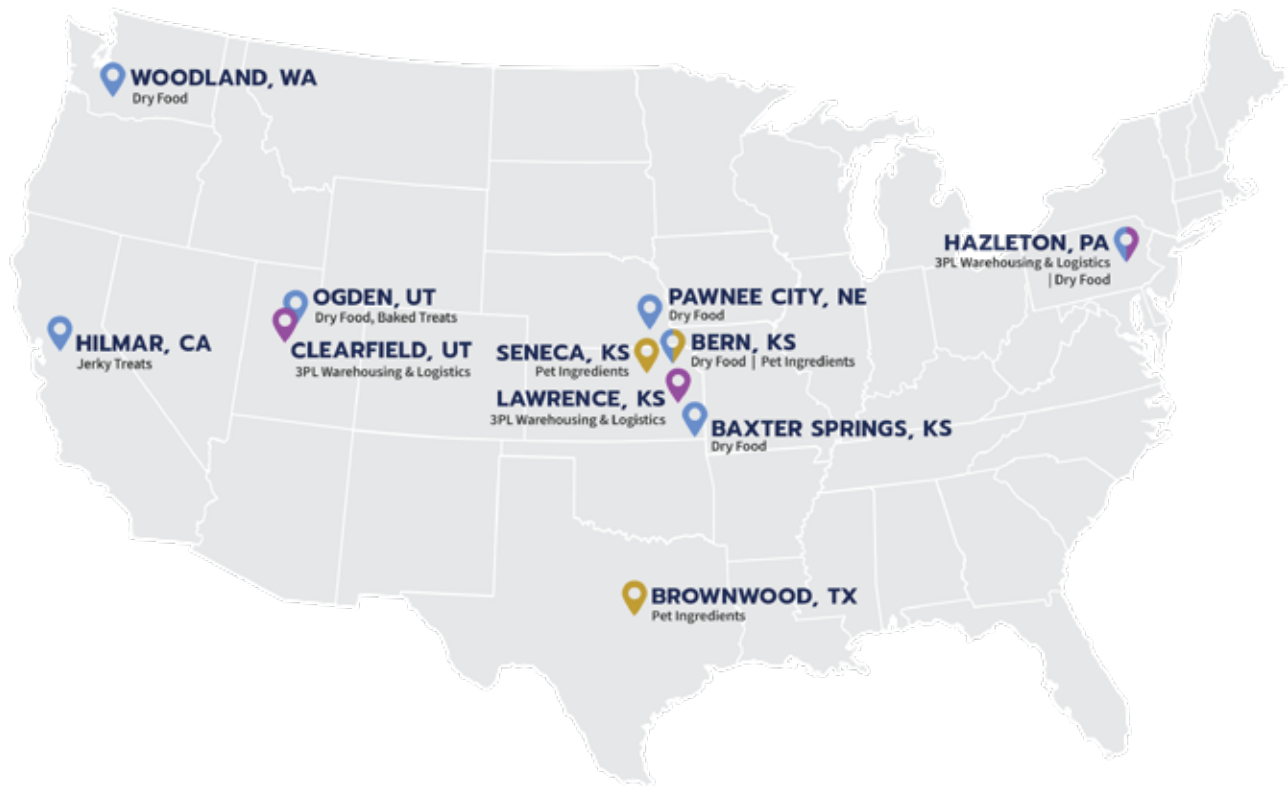 WOODLAND, WA
Dry Food
HAZLETON, PA
3PL Warehousing & Logistics
| Dry Food
OGDEN, UT
Dry Food, Baked Treats
PAWNEE CITY, NE
Dry Food
HILMAR, CA
Jerky Treats
CLEARFIELD, UT
3PL Warehousing & Logistics
SENECA, KS
Pet Ingredients
BERN, KS
Dry Food | Pet Ingredients
LAWRENCE, KS
3PL Warehousing & Logistics
BAXTER SPRINGS, KS
Dry Food
BROWNWOOD, TX
Pet Ingredients